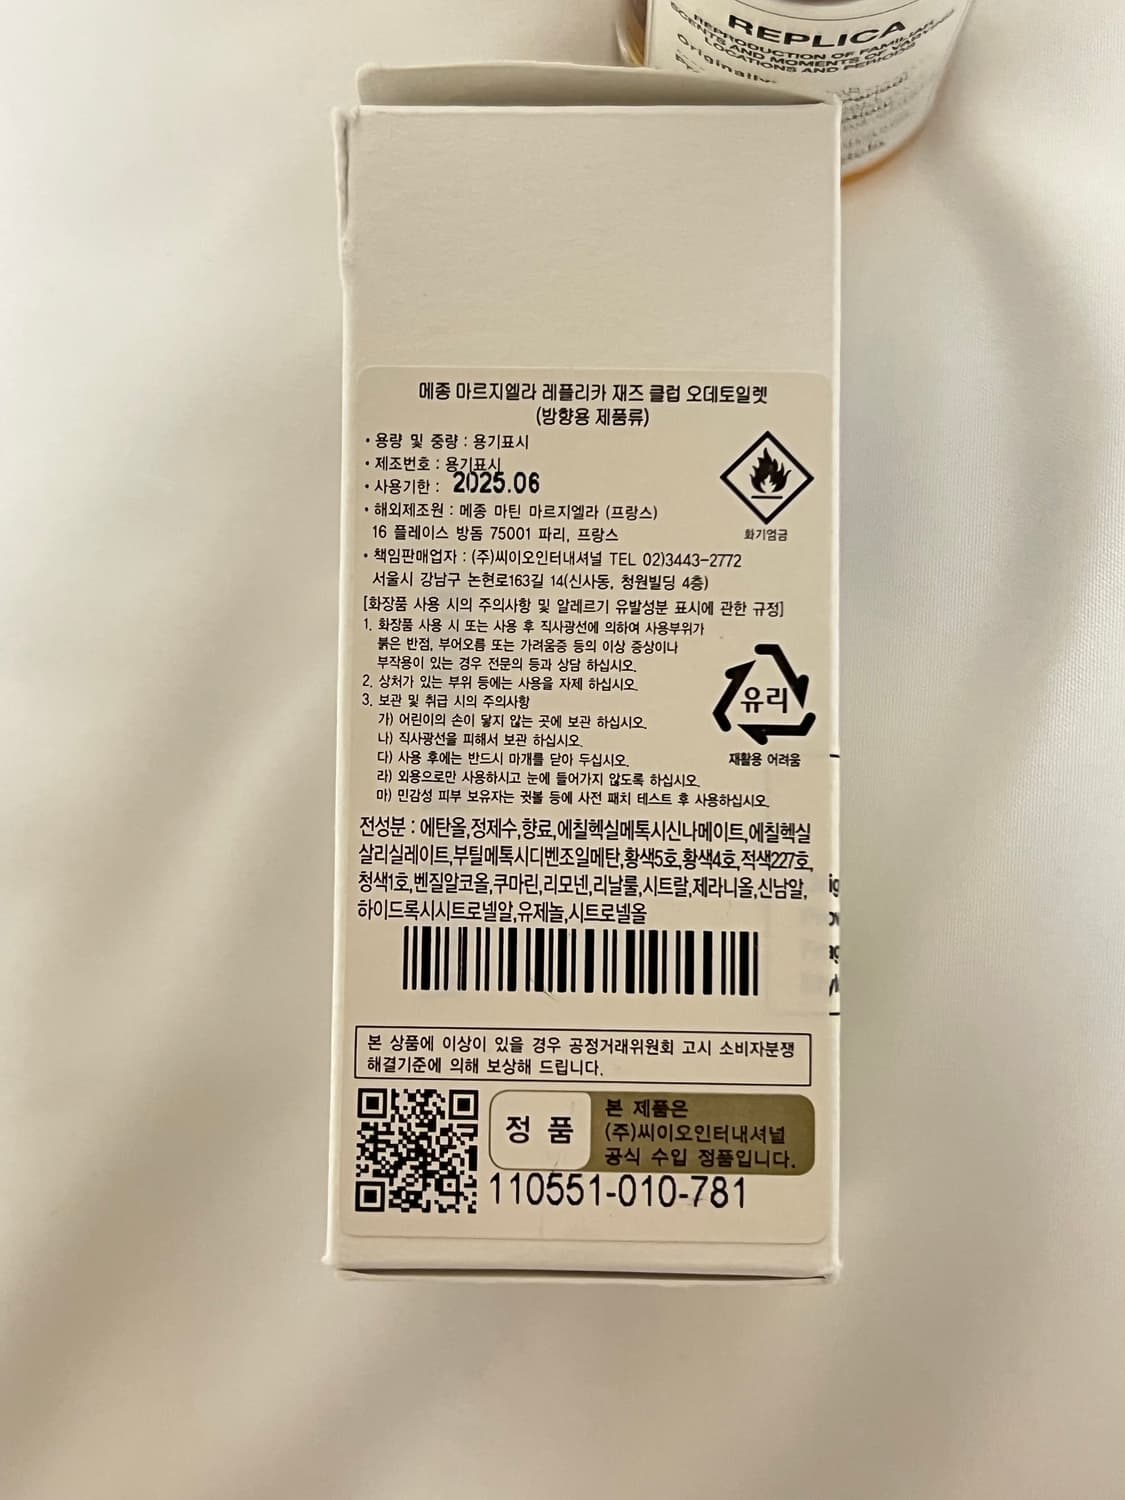 REPLICA
REPRODUCTION OF FAMILIAR
SCENTS AND MOMENTS OF VARYING
LOCATIONS AND PERIODS
Originally
메종 마르지엘라 레플리카 재즈 클럽 오데토일렛
(방향용 제품류)
• 용량 및 중량 : 용기표시
• 제조번호 : 용기표시
• 사용기한 : 2025.06
• 해외제조원 : 메종 마틴 마르지엘라 (프랑스)
16 플레이스 방돔 75001 파리, 프랑스
화기엄금
• 책임판매업자 : (주)씨이오인터내셔널 TEL 02)3443-2772
서울시 강남구 논현로163길 14(신사동, 청원빌딩 4층)
[화장품 사용 시의 주의사항 및 알레르기 유발성분 표시에 관한 규정]
1. 화장품 사용 시 또는 사용 후 직사광선에 의하여 사용부위가
붉은 반점, 부어오름 또는 가려움증 등의 이상 증상이나
부작용이 있는 경우 전문의 등과 상담 하십시오.
2. 상처가 있는 부위 등에는 사용을 자제 하십시오.
3. 보관 및 취급 시의 주의사항
가) 어린이의 손이 닿지 않는 곳에 보관 하십시오.
나) 직사광선을 피해서 보관 하십시오.
다) 사용 후에는 반드시 마개를 닫아 두십시오.
라) 외용으로만 사용하시고 눈에 들어가지 않도록 하십시오.
마) 민감성 피부 보유자는 귓볼 등에 사전 패치 테스트 후 사용하십시오.
유리
재활용 어려움
전성분 : 에탄올,정제수,향료,에칠헥실메톡시신나메이트,에칠헥실
살리실레이트,부틸메톡시디벤조일메탄,황색5호,황색4호,적색227호,
청색1호,벤질알코올,쿠마린,리모넨,리날룰,시트랄,제라니올,신남알,
하이드록시시트로넬알,유제놀,시트로넬올
본 상품에 이상이 있을 경우 공정거래위원회 고시 소비자분쟁
해결기준에 의해 보상해 드립니다.
정 품
본 제품은
(주)씨이오인터내셔널
공식 수입 정품입니다.
110551-010-781